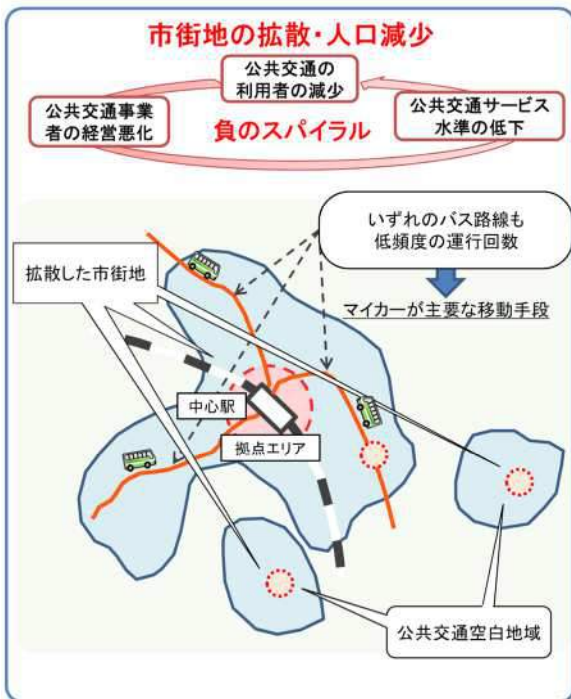 市街地の拡散・人口減少
公共交通の
利用者の減少
公共交通事業
者の経営悪化
公共交通サービス
水準の低下
負のスパイラル
いずれのバス路線も
低頻度の運行回数
拡散した市街地
マイカーが主要な移動手段
中心駅
拠点エリア
公共交通空白地域